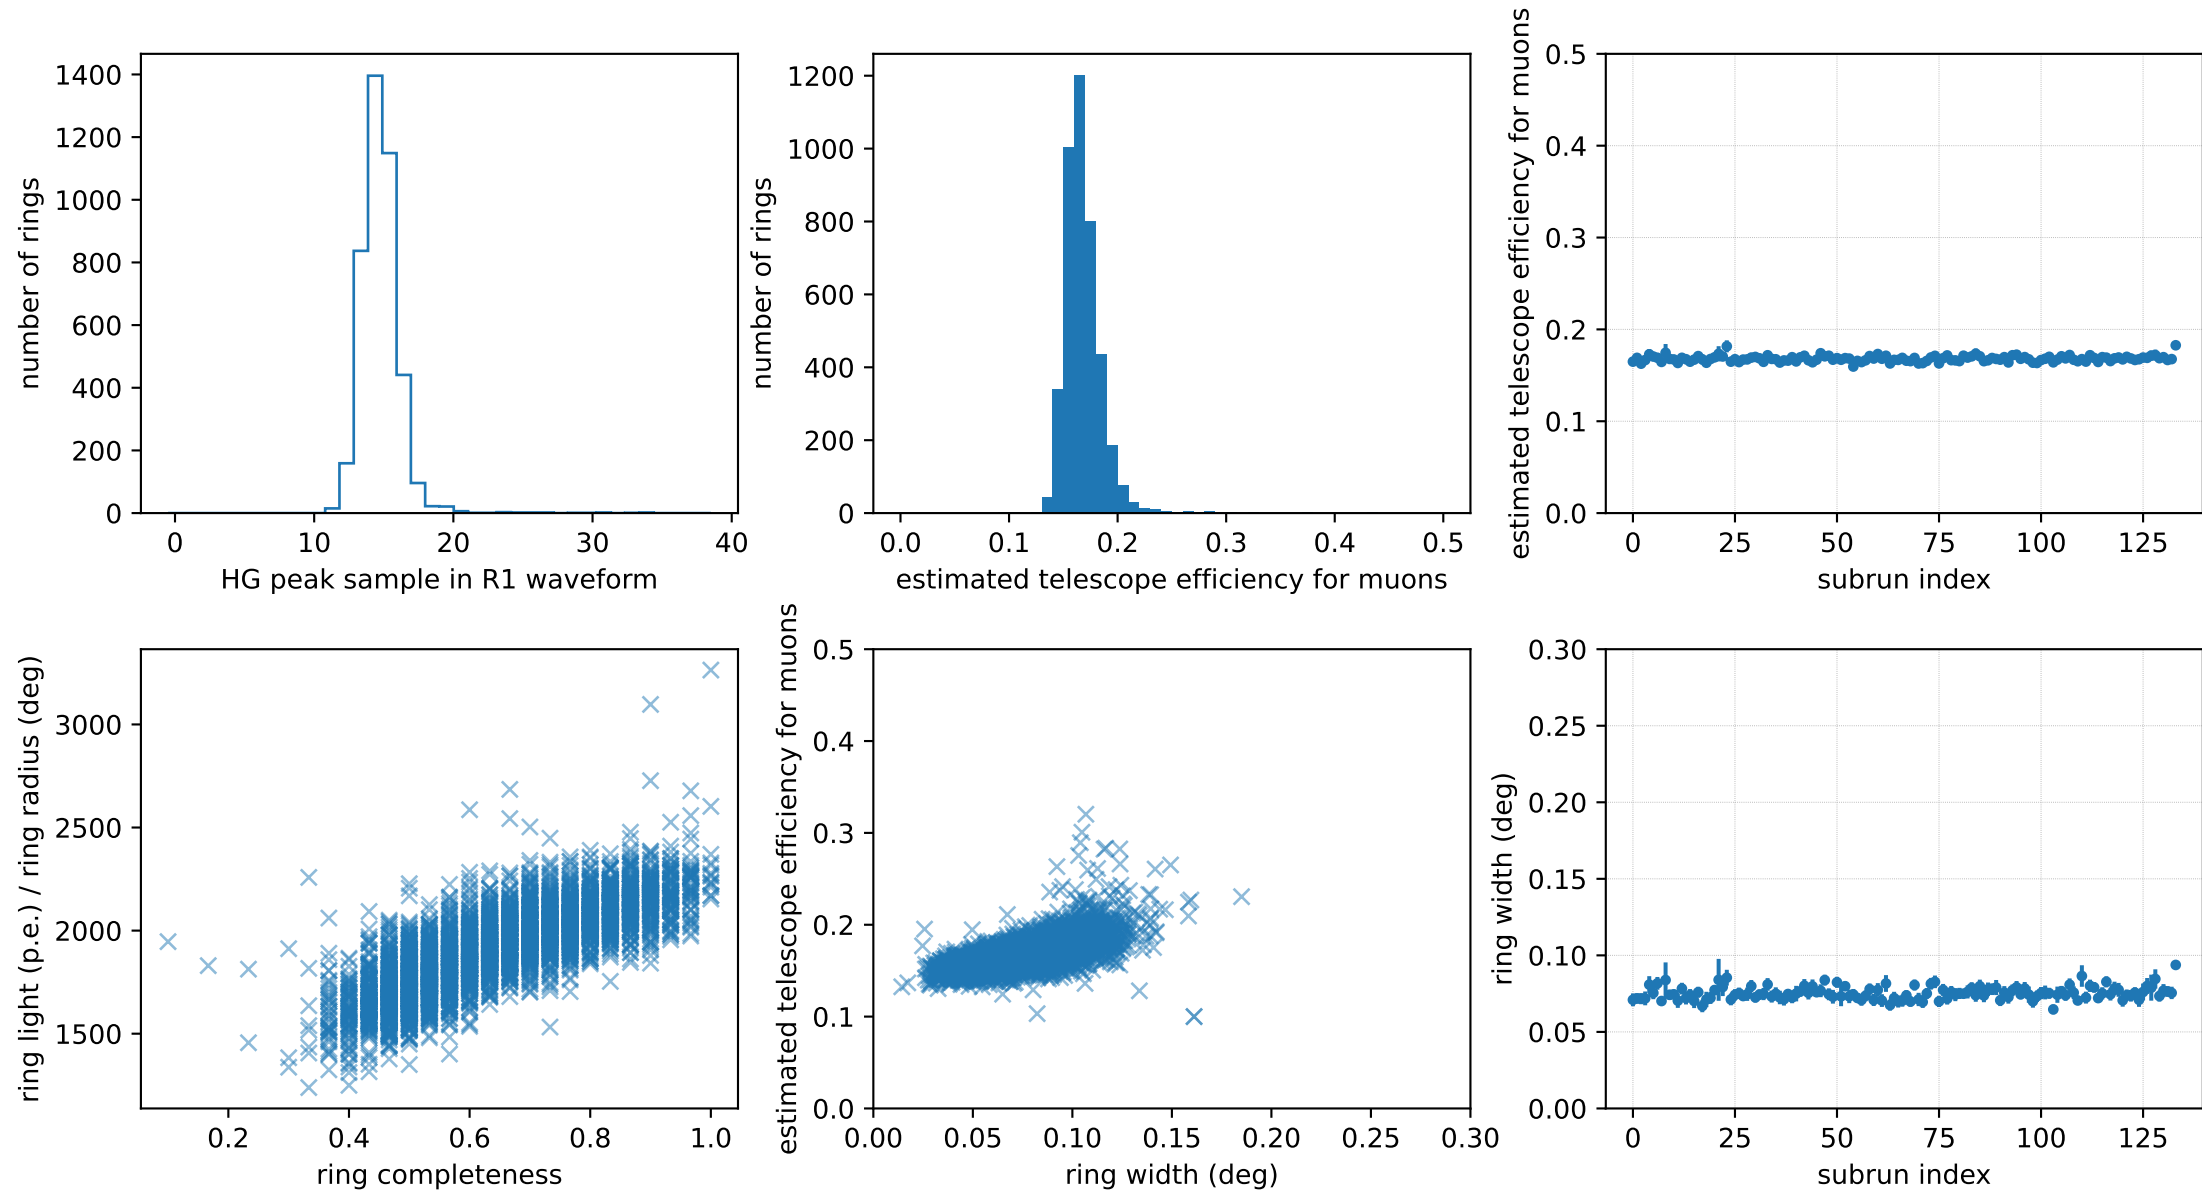 1400
1200
1000
800
600
400
200
0
number of rings
0 10 20 30 40
HG peak sample in R1 waveform
1200
1000
800
600
400
200
0
number of rings
0.0 0.1 0.2 0.3 0.4 0.5
estimated telescope efficiency for muons
0.5
0.4
0.3
0.2
0.1
0.0
estimated telescope efficiency for muons
0 25 50 75 100 125
subrun index
3000
2500
2000
1500
ring light (p.e.) / ring radius (deg)
0.2 0.4 0.6 0.8 1.0
ring completeness
0.5
0.4
0.3
0.2
0.1
0.0
estimated telescope efficiency for muons
0.00 0.05 0.10 0.15 0.20 0.25 0.30
ring width (deg)
0.30
0.25
0.20
0.15
0.10
0.05
0.00
ring width (deg)
0 25 50 75 100 125
subrun index